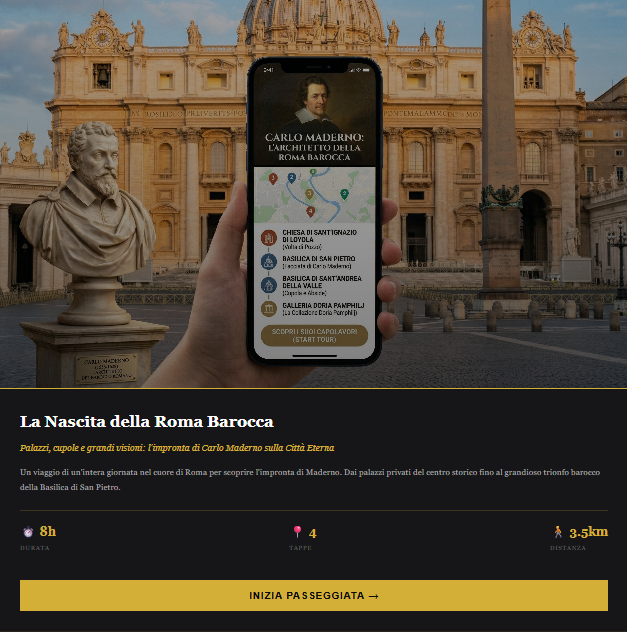 9:41
CARLO MADERNO:
L'ARCHITETTO DELLA
ROMA BAROCCA
1
2
3
4
CHIESA DI SANT'IGNAZIO
DI LOYOLA
(Volta di Pozzo)
BASILICA DI SAN PIETRO
(Facciata di Carlo Maderno)
BASILICA DI SANT'ANDREA
DELLA VALLE
(Cupola e Abside)
GALLERIA DORIA PAMPHILJ
(La Collezione Doria Pamphilj)
SCOPRI I SUOI CAPOLAVORI
(START TOUR)
CARLO MADERNO
ARCHITETTO
La Nascita della Roma Barocca
Palazzi, cupole e grandi visioni: l'impronta di Carlo Maderno sulla Città Eterna
Un viaggio di un'intera giornata nel cuore di Roma per scoprire l'impronta di Maderno. Dai palazzi privati del centro storico fino al grandioso trionfo barocco
della Basilica di San Pietro.
8h
DURATA
4
TAPPE
3.5km
DISTANZA
INIZIA PASSEGGIATA →